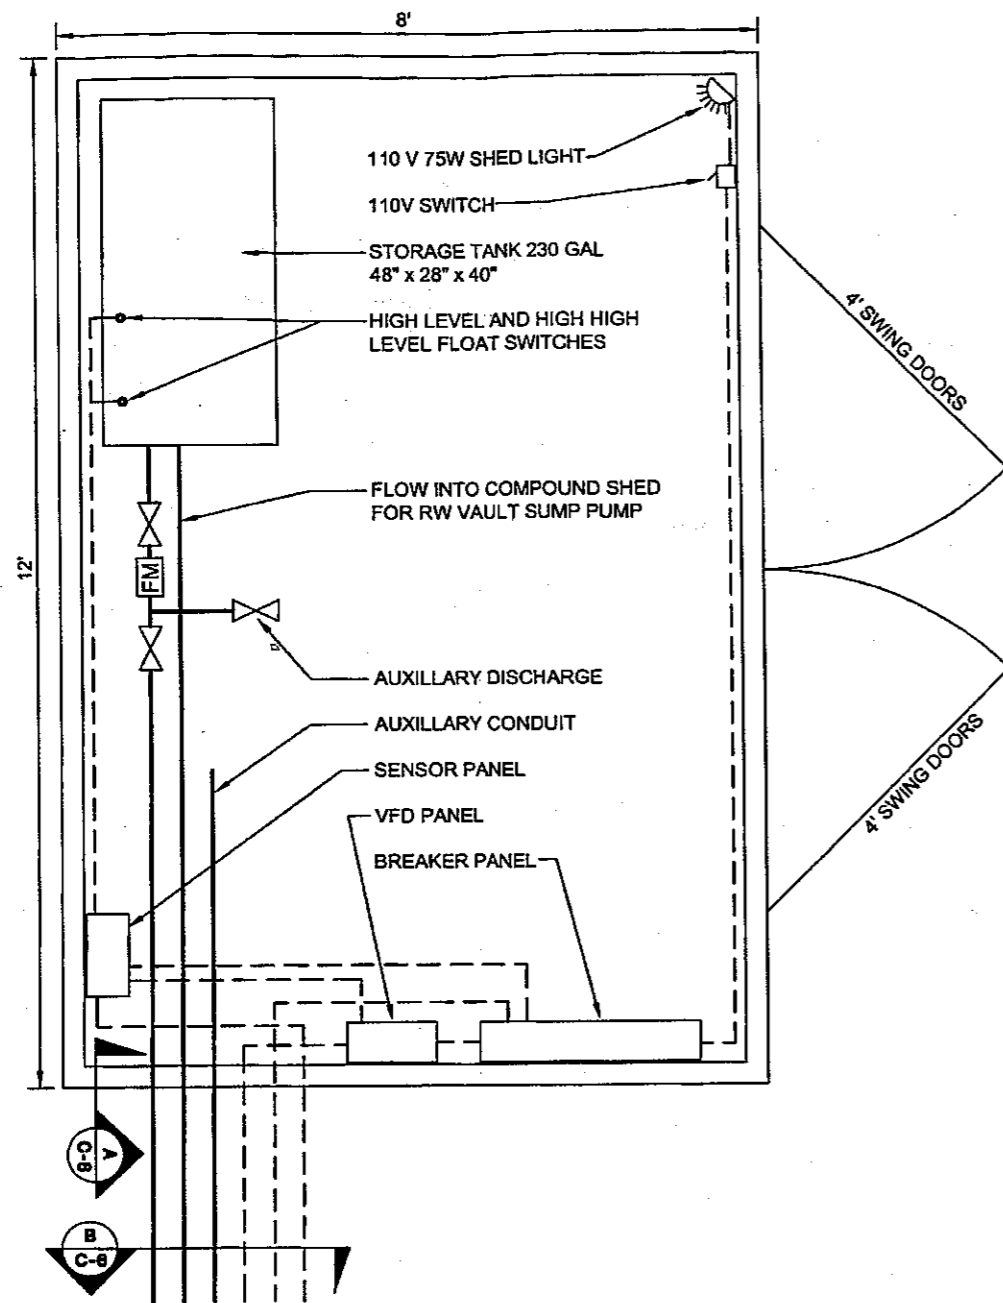 8'
110 V 75W SHED LIGHT
110V SWITCH
STORAGE TANK 230 GAL
48" x 28" x 40"
HIGH LEVEL AND HIGH HIGH
LEVEL FLOAT SWITCHES
4' SWING DOORS
FLOW INTO COMPOUND SHED
FOR RW VAULT SUMP PUMP
12'
FM
AUXILLARY DISCHARGE
AUXILLARY CONDUIT
SENSOR PANEL
VFD PANEL
BREAKER PANEL
4' SWING DOORS
A
C-6
B
C-6